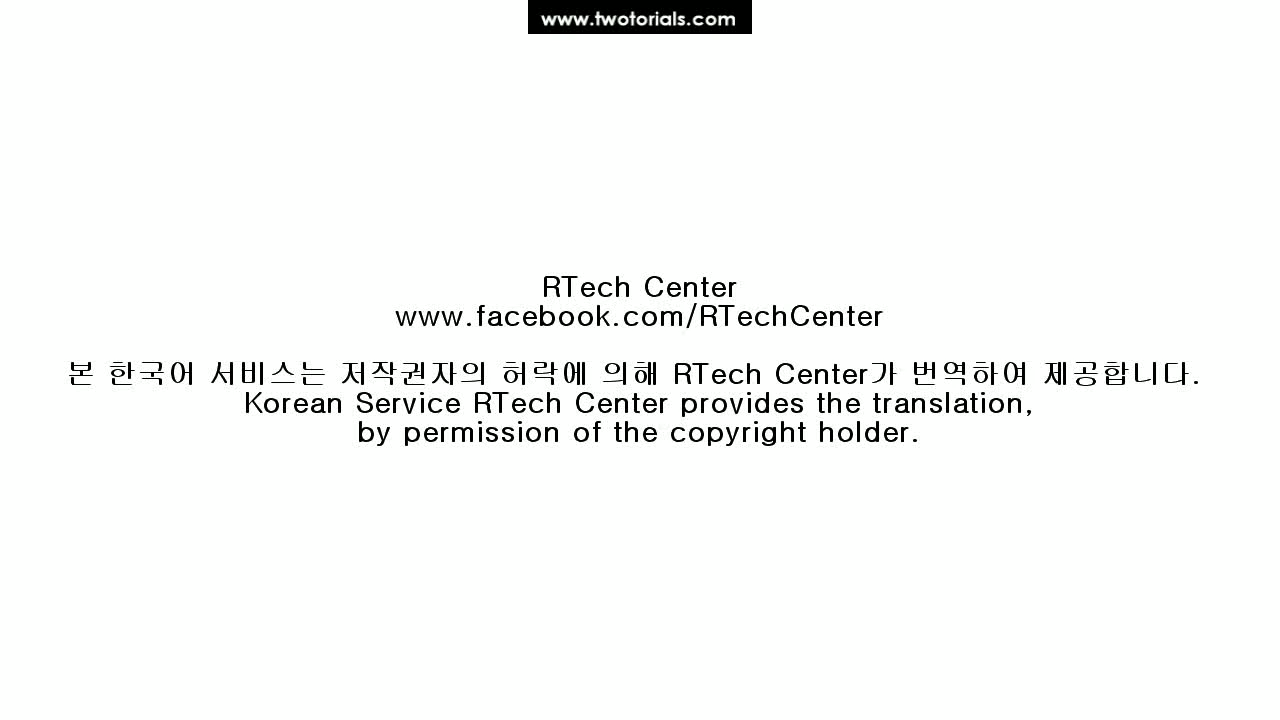 www.twotorials.com
RTech Center
www.facebook.com/RTechCenter
본 한국어 서비스는 저작권자의 허락에 의해 RTech Center가 번역하여 제공합니다.
Korean Service RTech Center provides the translation,
by permission of the copyright holder.